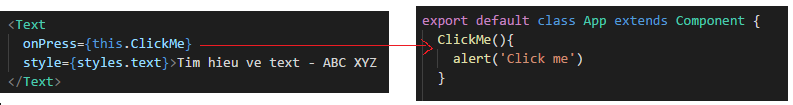 <Text
onPress={this.ClickMe}
style={styles.text}>Tim hieu ve text - ABC XYZ
</Text>
export default class App extends Component {
ClickMe(){
alert('Click me')
}